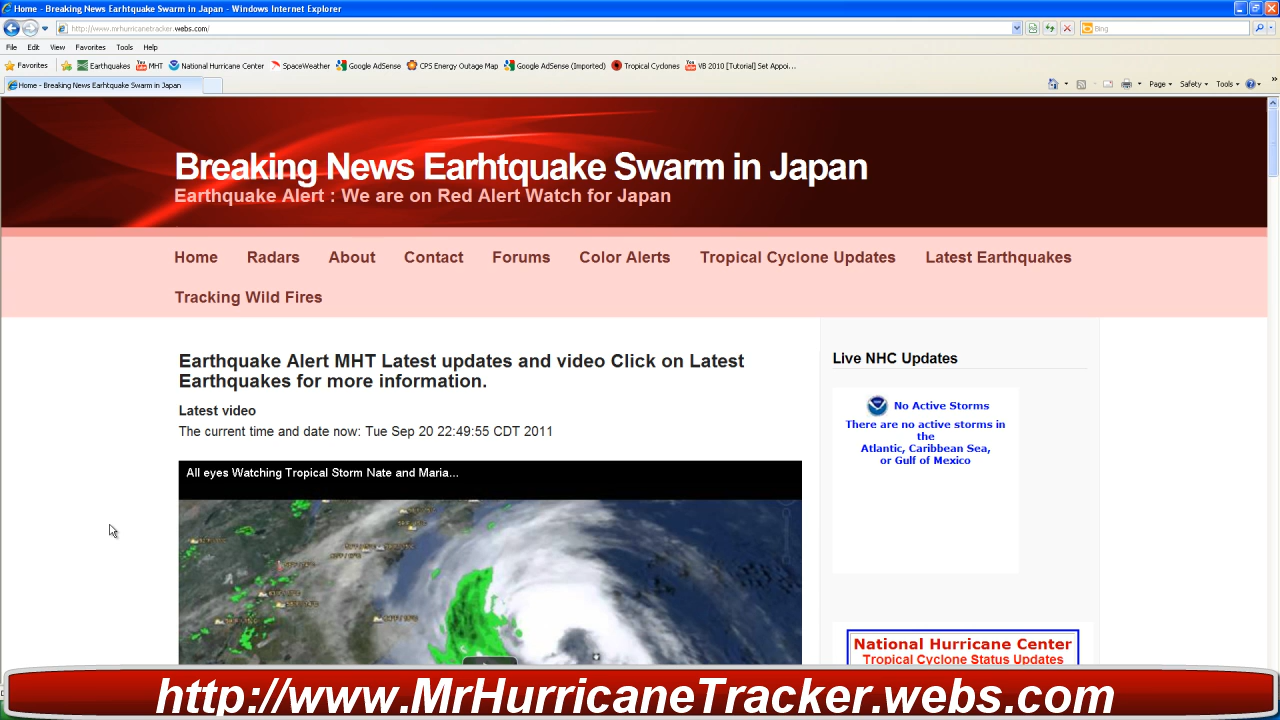 Home - Breaking News Earhtquake Swarm in Japan - Windows Internet Explorer
http://www.mrhurricanetracker.webs.com/
Bing
File Edit View Favorites Tools Help
Favorites Earthquakes MHT National Hurricane Center SpaceWeather Google AdSense CPS Energy Outage Map Google AdSense (Imported) Tropical Cyclones VB 2010 [Tutorial] Set Appoi...
Home - Breaking News Earhtquake Swarm in Japan
Page Safety Tools
Breaking News Earhtquake Swarm in Japan
Earthquake Alert : We are on Red Alert Watch for Japan
Home Radars About Contact Forums Color Alerts Tropical Cyclone Updates Latest Earthquakes
Tracking Wild Fires
Earthquake Alert MHT Latest updates and video Click on Latest
Earthquakes for more information.
Latest video
The current time and date now: Tue Sep 20 22:49:55 CDT 2011
All eyes Watching Tropical Storm Nate and Maria...
Live NHC Updates
No Active Storms
There are no active storms in
the
Atlantic, Caribbean Sea,
or Gulf of Mexico
National Hurricane Center
Tropical Cyclone Status Updates
http://www.MrHurricaneTracker.webs.com